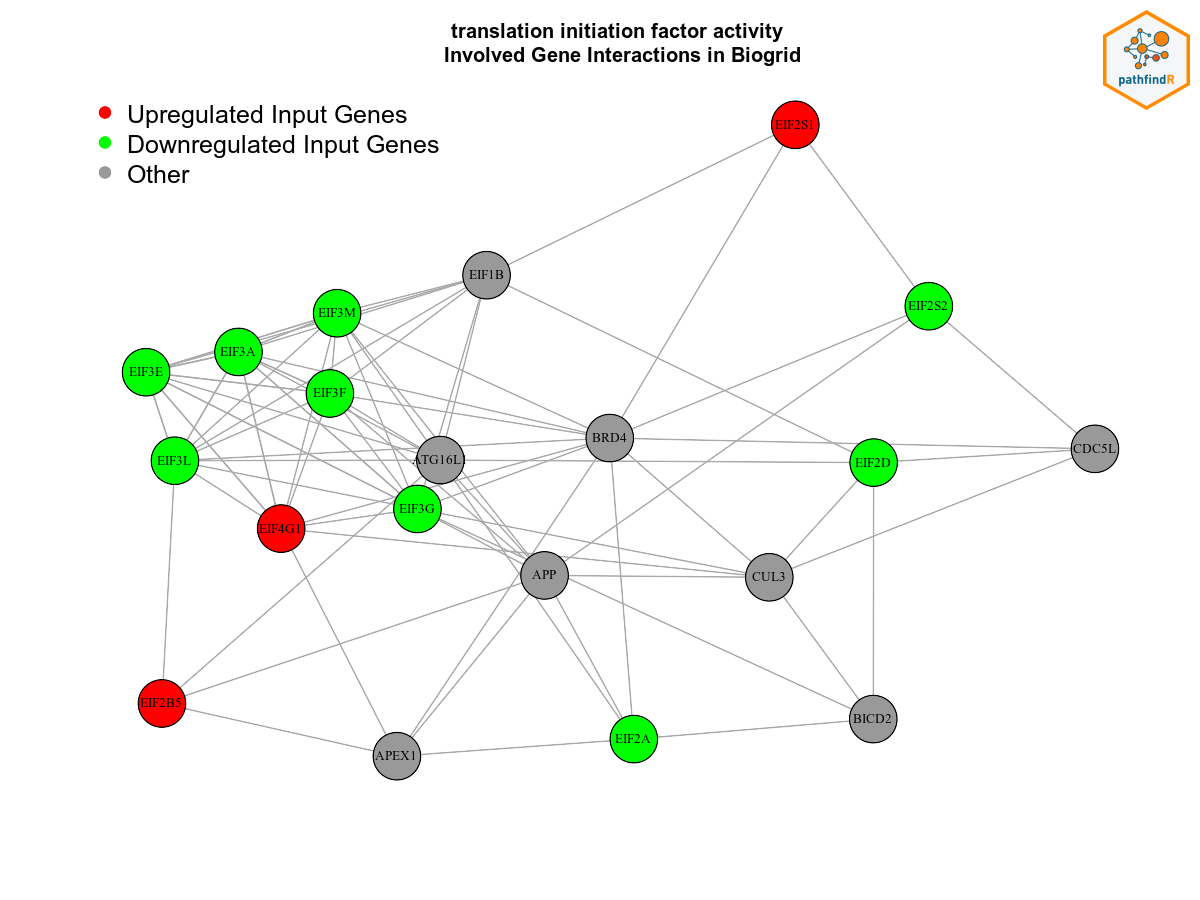 translation initiation factor activity
Involved Gene Interactions in Biogrid
pathfindR
Upregulated Input Genes
Downregulated Input Genes
Other
EIF2S1
EIF1B
EIF2S2
EIF3M
EIF3A
EIF3E
EIF3F
BRD4
CDC5L
EIF3L
ATG16L
EIF2D
EIF3G
EIF4G1
APP
CUL3
EIF2B5
BICD2
EIF2A
APEX1